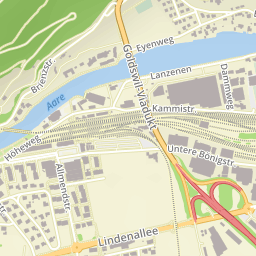 Eyenweg
Goldswil-Viadukt
Brienzstr.
Lanzenen
Aare
Dammweg
Kammistr.
Höheweg
Untere Bönigstr.
Allmendstr.
Lindenallee